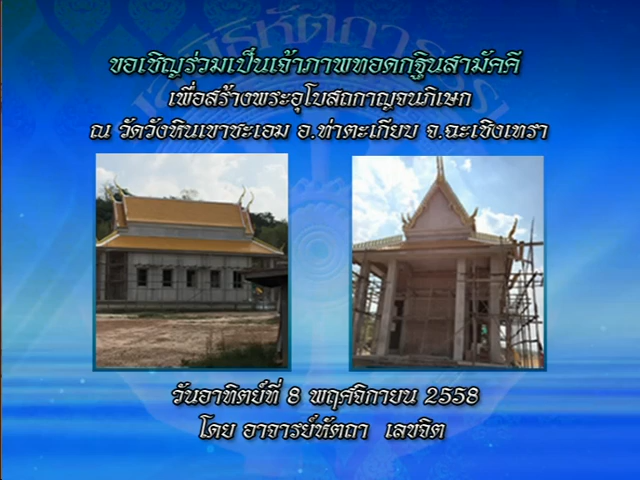 ขอเชิญร่วมเป็นเจ้าภาพทอดกฐินสามัคคี
เพื่อสร้างพระอุโบสถกาญจนภิเษก
ณ วัดวังหินเขาชะเอม อ.ท่าตะเกียบ จ.ฉะเชิงเทรา
วันอาทิตย์ที่ 8 พฤศจิกายน 2558
โดย อาจารย์หัตถา เลขจิต